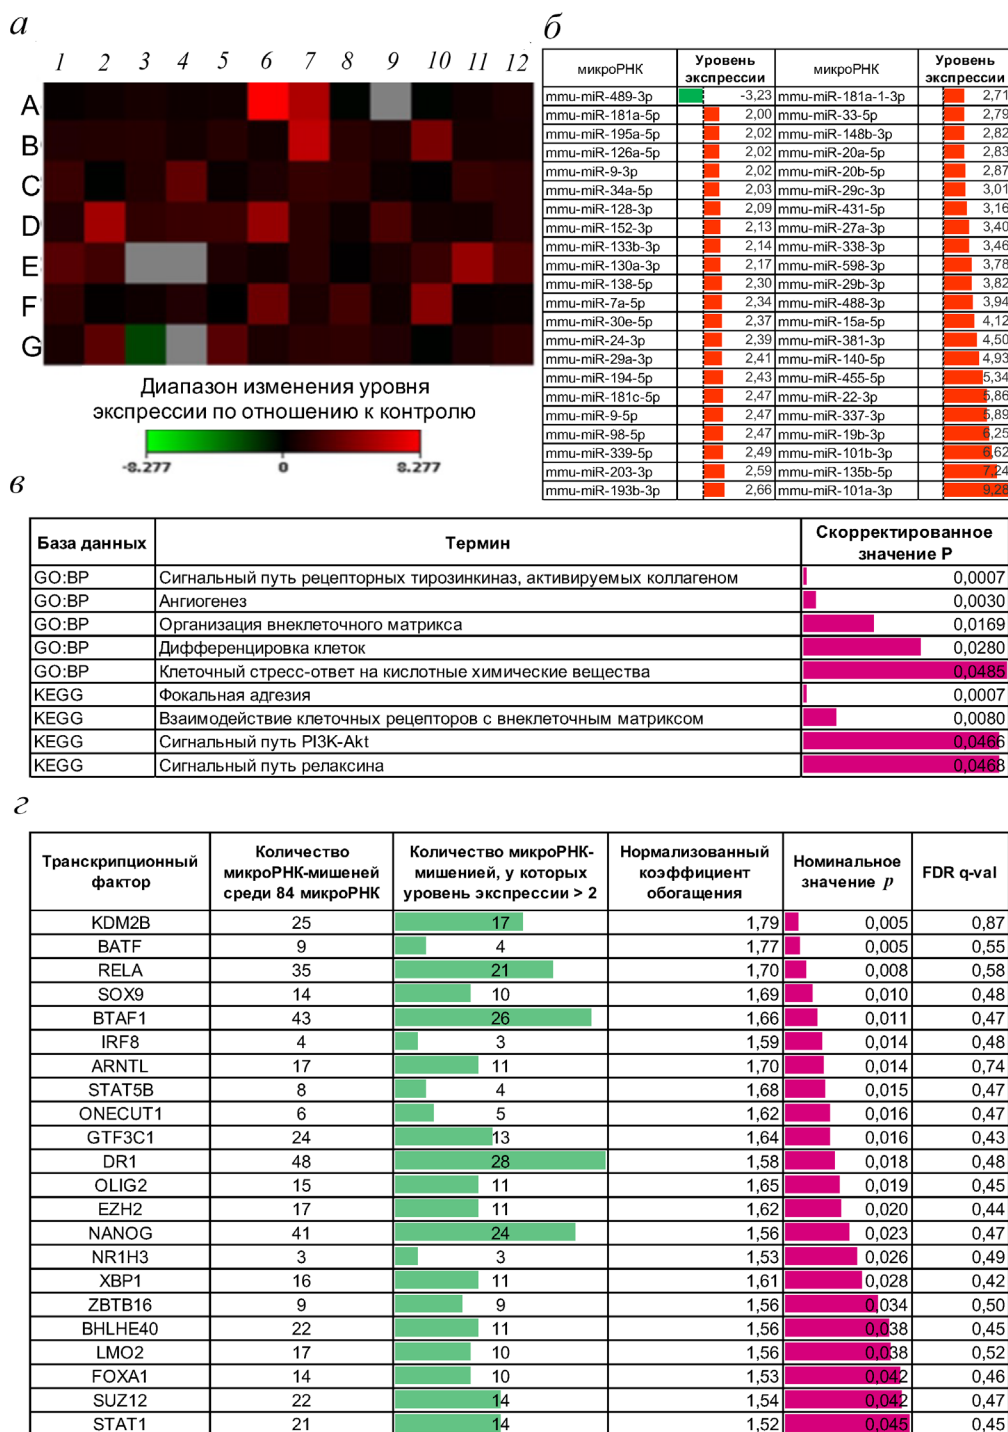 а
б
1 2 3 4 5 6 7 8 9 10 11 12
A
B
C
D
E
F
G
Диапазон изменения уровня
экспрессии по отношению к контролю
-8.277 0 8.277
микроРНК Уровень экспрессии микроРНК Уровень экспрессии
mmu-miR-489-3p -3,23 mmu-miR-181a-1-3p 2,71
mmu-miR-181a-5p 2,00 mmu-miR-33-5p 2,79
mmu-miR-195a-5p 2,02 mmu-miR-148b-3p 2,82
mmu-miR-126a-5p 2,02 mmu-miR-20a-5p 2,83
mmu-miR-9-3p 2,02 mmu-miR-20b-5p 2,87
mmu-miR-34a-5p 2,03 mmu-miR-29c-3p 3,01
mmu-miR-128-3p 2,09 mmu-miR-431-5p 3,16
mmu-miR-152-3p 2,13 mmu-miR-27a-3p 3,40
mmu-miR-133b-3p 2,14 mmu-miR-338-3p 3,46
mmu-miR-130a-3p 2,17 mmu-miR-598-3p 3,78
mmu-miR-138-5p 2,30 mmu-miR-29b-3p 3,82
mmu-miR-7a-5p 2,34 mmu-miR-488-3p 3,94
mmu-miR-30e-5p 2,37 mmu-miR-15a-5p 4,12
mmu-miR-24-3p 2,39 mmu-miR-381-3p 4,50
mmu-miR-29a-3p 2,41 mmu-miR-140-5p 4,93
mmu-miR-194-5p 2,43 mmu-miR-455-5p 5,34
mmu-miR-181c-5p 2,47 mmu-miR-22-3p 5,86
mmu-miR-9-5p 2,47 mmu-miR-337-3p 5,89
mmu-miR-98-5p 2,47 mmu-miR-19b-3p 6,25
mmu-miR-339-5p 2,49 mmu-miR-101b-3p 6,62
mmu-miR-203-3p 2,59 mmu-miR-135b-5p 7,24
mmu-miR-193b-3p 2,66 mmu-miR-101a-3p 9,28
в
База данных Термин Скорректированное значение P
GO:BP Сигнальный путь рецепторных тирозинкиназ, активируемых коллагеном 0,0007
GO:BP Ангиогенез 0,0030
GO:BP Организация внеклеточного матрикса 0,0169
GO:BP Дифференцировка клеток 0,0280
GO:BP Клеточный стресс-ответ на кислотные химические вещества 0,0485
KEGG Фокальная адгезия 0,0007
KEGG Взаимодействие клеточных рецепторов с внеклеточным матриксом 0,0080
KEGG Сигнальный путь PI3K-Akt 0,0466
KEGG Сигнальный путь релаксина 0,0468
г
Транскрипционный фактор Количество микроРНК-мишеней среди 84 микроРНК Количество микроРНК-мишенией, у которых уровень экспрессии > 2 Нормализованный коэффициент обогащения Номинальное значение p FDR q-val
KDM2B 25 17 1,79 0,005 0,87
BATF 9 4 1,77 0,005 0,55
RELA 35 21 1,70 0,008 0,58
SOX9 14 10 1,69 0,010 0,48
BTAF1 43 26 1,66 0,011 0,47
IRF8 4 3 1,59 0,014 0,48
ARNTL 17 11 1,70 0,014 0,74
STAT5B 8 4 1,68 0,015 0,47
ONECUT1 6 5 1,62 0,016 0,47
GTF3C1 24 13 1,64 0,016 0,43
DR1 48 28 1,58 0,018 0,48
OLIG2 15 11 1,65 0,019 0,45
EZH2 17 11 1,62 0,020 0,44
NANOG 41 24 1,56 0,023 0,47
NR1H3 3 3 1,53 0,026 0,49
XBP1 16 11 1,61 0,028 0,42
ZBTB16 9 9 1,56 0,034 0,50
BHLHE40 22 11 1,56 0,038 0,45
LMO2 17 10 1,56 0,038 0,52
FOXA1 14 10 1,53 0,042 0,46
SUZ12 22 14 1,54 0,042 0,47
STAT1 21 14 1,52 0,045 0,45